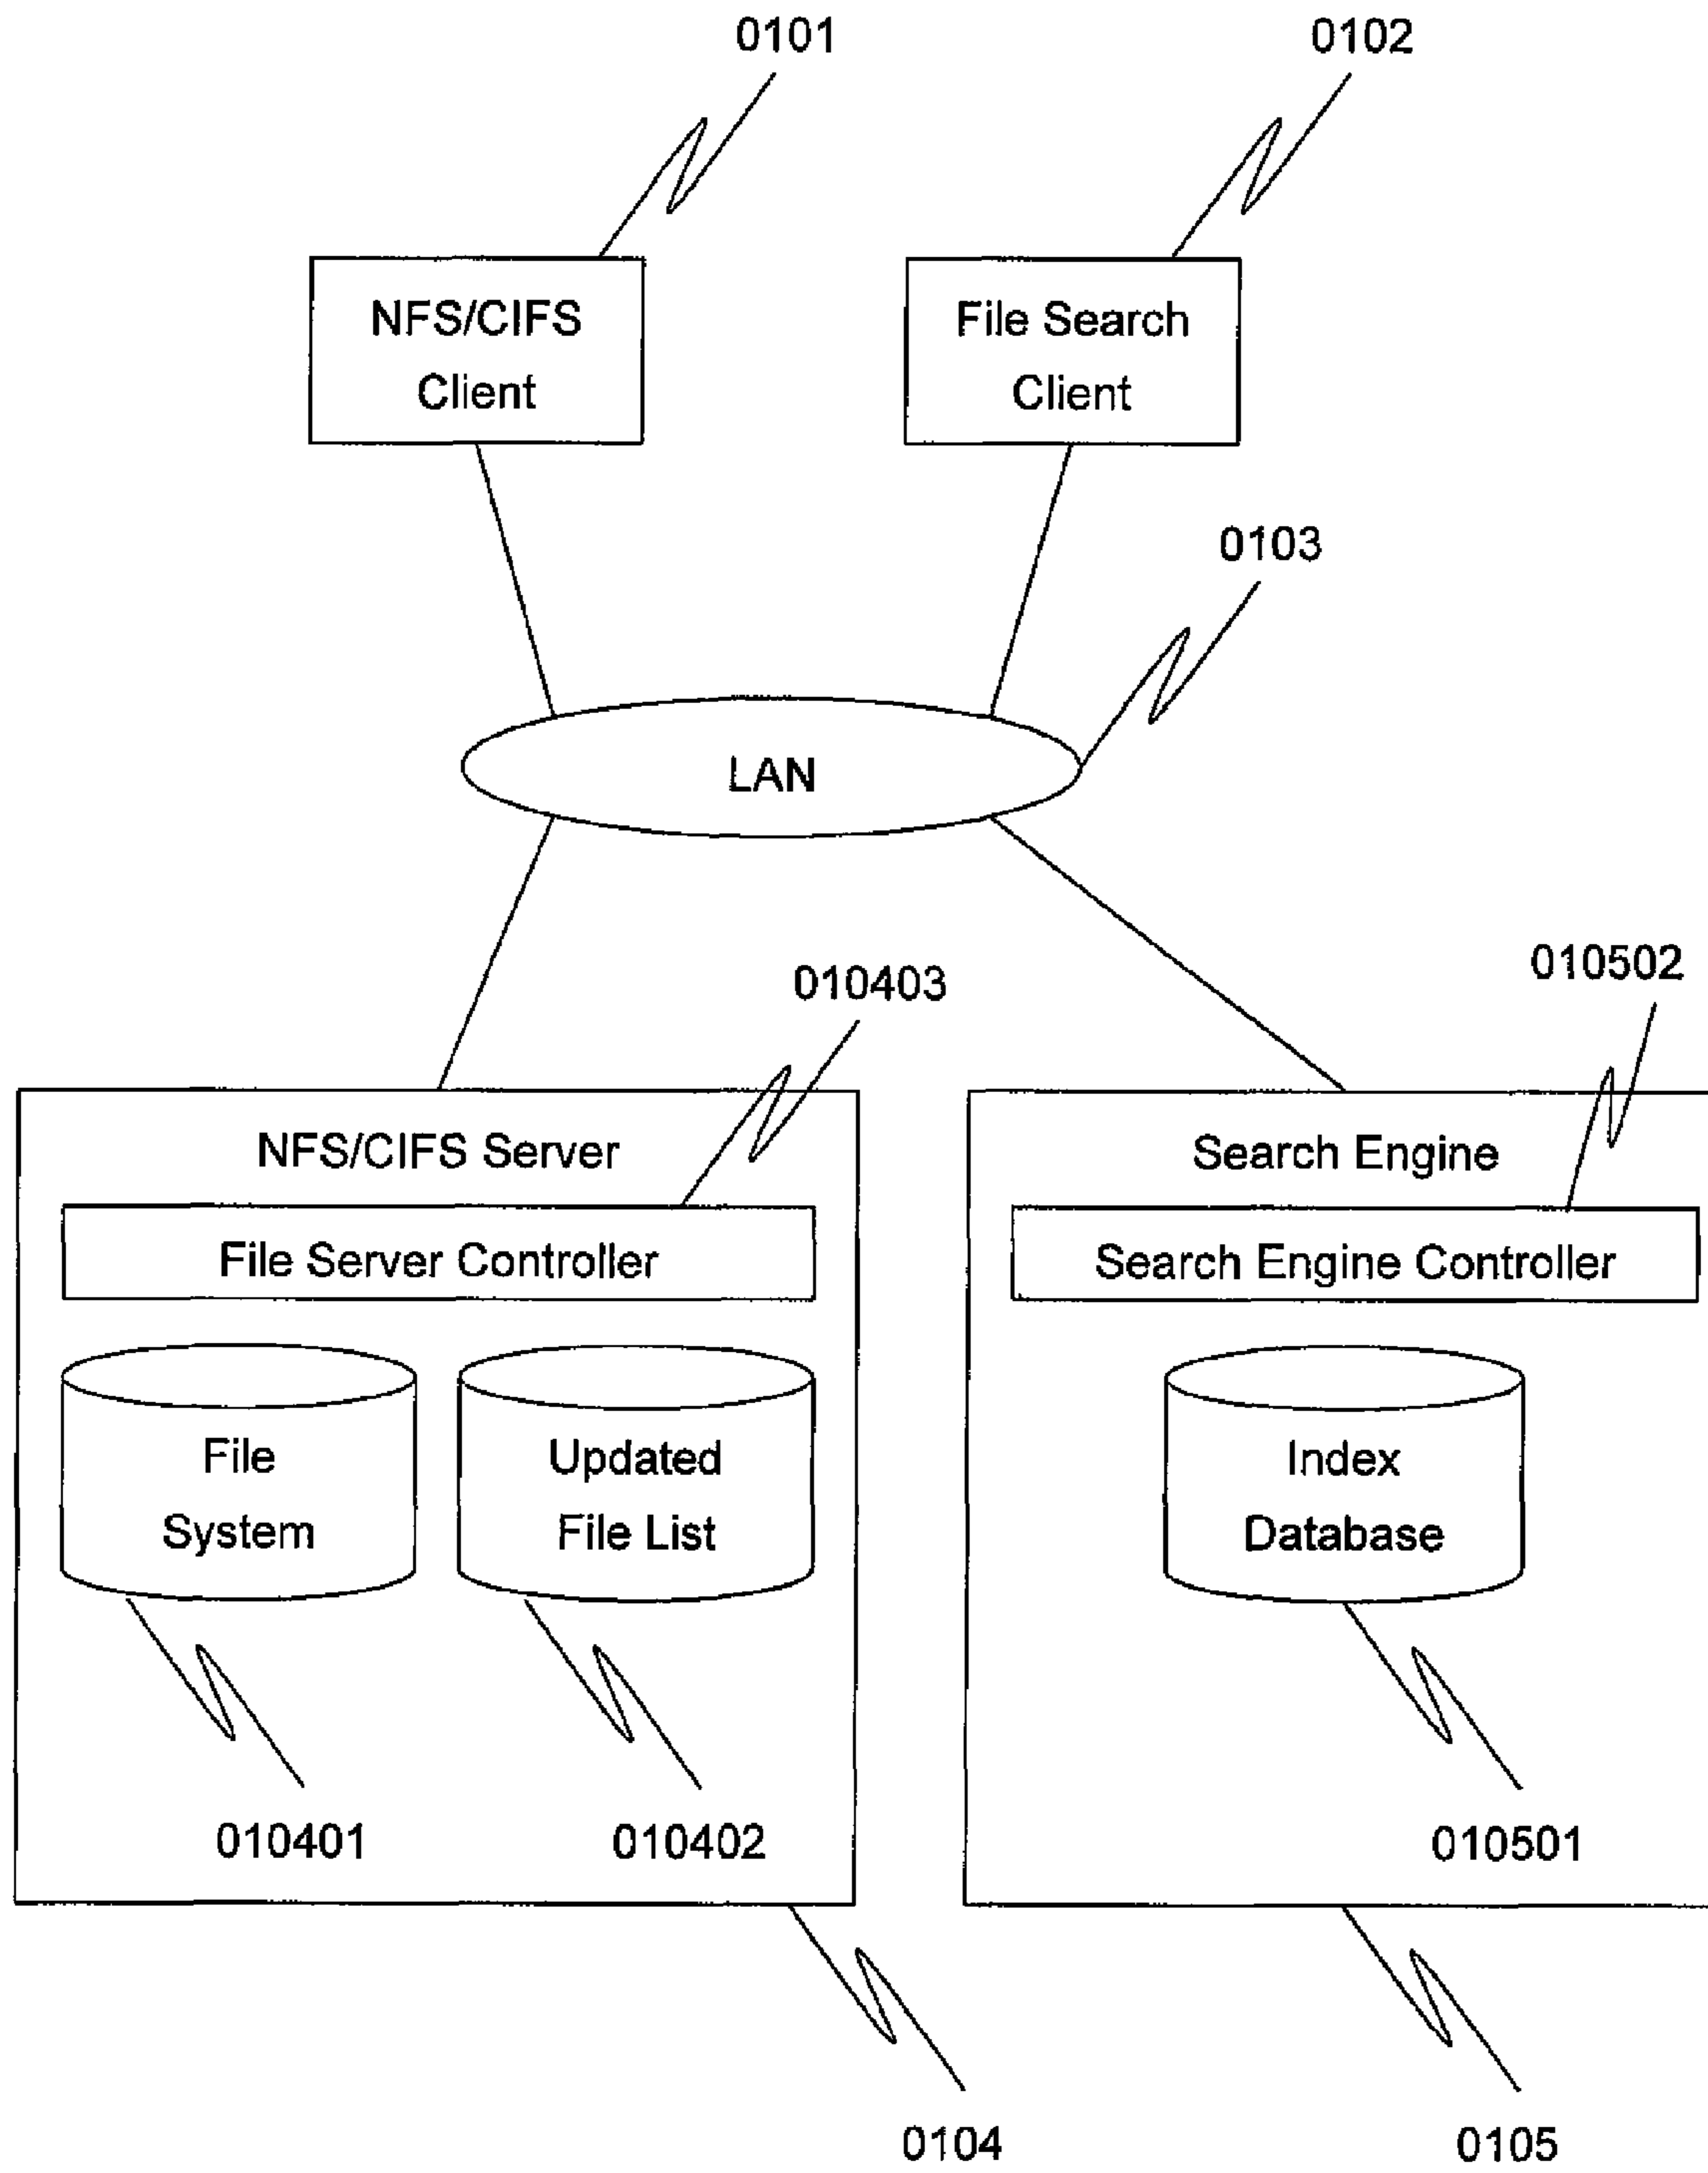 0101
0102
NFS/CIFS
Client
File Search
Client
0103
LAN
010403
010502
NFS/CIFS Server
File Server Controller
Search Engine
Search Engine Controller
File
System
Updated
File List
Index
Database
010401
010402
010501
0104
0105